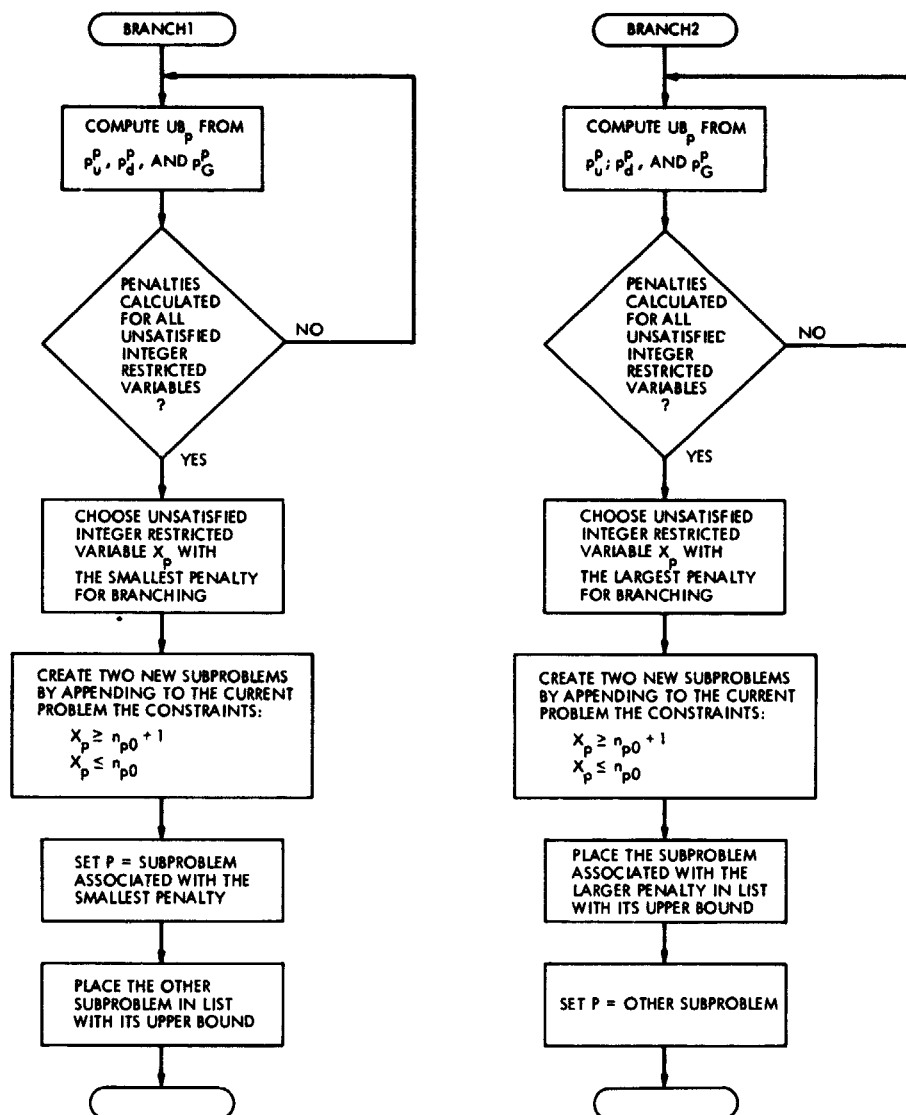 BRANCH1
COMPUTE UB_p FROM
p_u^p, p_d^p, AND p_G^p
PENALTIES
CALCULATED
FOR ALL
UNSATISFIED
INTEGER
RESTRICTED
VARIABLES
?
NO
YES
CHOOSE UNSATISFIED
INTEGER RESTRICTED
VARIABLE X_p WITH
THE SMALLEST PENALTY
FOR BRANCHING
CREATE TWO NEW SUBPROBLEMS
BY APPENDING TO THE CURRENT
PROBLEM THE CONSTRAINTS:
X_p ≥ n_p0 + 1
X_p ≤ n_p0
SET P = SUBPROBLEM
ASSOCIATED WITH THE
SMALLEST PENALTY
PLACE THE OTHER
SUBPROBLEM IN LIST
WITH ITS UPPER BOUND
BRANCH2
COMPUTE UB_p FROM
p_u^p; p_d^p, AND p_G^p
PENALTIES
CALCULATED
FOR ALL
UNSATISFIED
INTEGER
RESTRICTED
VARIABLES
?
NO
YES
CHOOSE UNSATISFIED
INTEGER RESTRICTED
VARIABLE X_p WITH
THE LARGEST PENALTY
FOR BRANCHING
CREATE TWO NEW SUBPROBLEMS
BY APPENDING TO THE CURRENT
PROBLEM THE CONSTRAINTS:
X_p ≥ n_p0 + 1
X_p ≤ n_p0
PLACE THE SUBPROBLEM
ASSOCIATED WITH THE
LARGER PENALTY IN LIST
WITH ITS UPPER BOUND
SET P = OTHER SUBPROBLEM